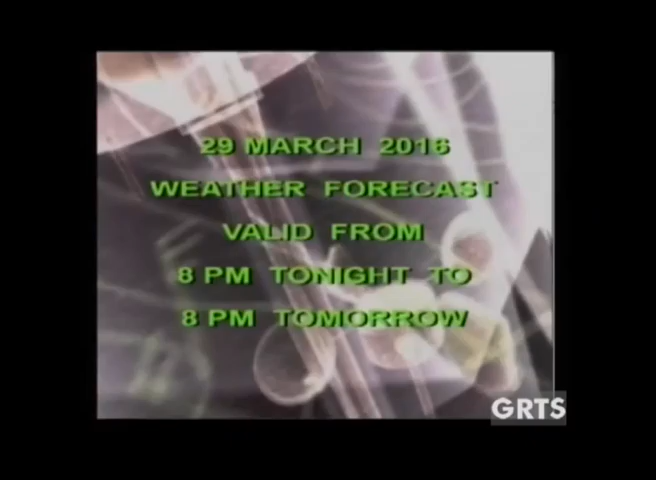 29 MARCH 2016
WEATHER FORECAST
VALID FROM
8 PM TONIGHT TO
8 PM TOMORROW
GRTS